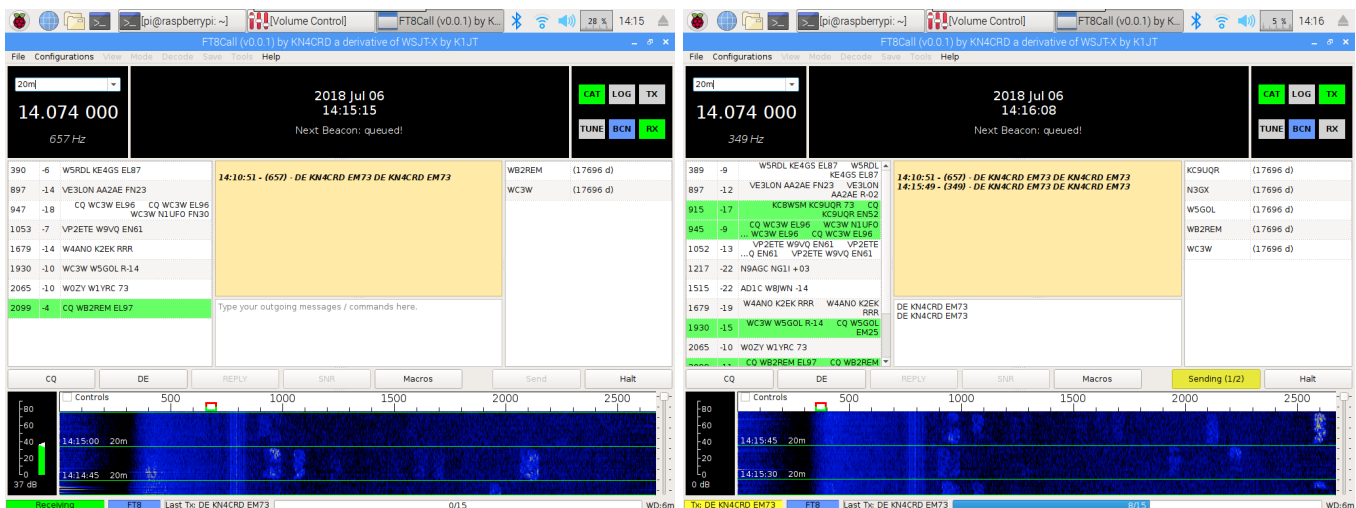 [pi@raspberrypi: ~] [Volume Control] FT8Call (v0.0.1) by K... 28 % 14:15
FT8Call (v0.0.1) by KN4CRD a derivative of WSJT-X by K1JT
File Configurations View Mode Decode Save Tools Help
20m
14.074 000
657 Hz
2018 Jul 06
14:15:15
Next Beacon: queued!
CAT LOG TX
TUNE BCN RX
390 -6 W5RDL KE4GS EL87
897 -14 VE3LON AA2AE FN23
947 -18 CQ WC3W EL96 CQ WC3W EL96
WC3W N1UFO FN30
1053 -7 VP2ETE W9VQ EN61
1679 -14 W4ANO K2EK RRR
1930 -10 WC3W W5GOL R-14
2065 -10 W0ZY W1YRC 73
2099 -4 CQ WB2REM EL97
14:10:51 - (657) - DE KN4CRD EM73 DE KN4CRD EM73
Type your outgoing messages / commands here.
WB2REM (17696 d)
WC3W (17696 d)
CQ DE REPLY SNR Macros Send Halt
Controls 500 1000 1500 2000 2500
80
60
40
20
0
37 dB
14:15:00 20m
14:14:45 20m
Receiving FT8 Last Tx: DE KN4CRD EM73 0/15 WD:6m
[pi@raspberrypi: ~] [Volume Control] FT8Call (v0.0.1) by K... 5 % 14:16
FT8Call (v0.0.1) by KN4CRD a derivative of WSJT-X by K1JT
File Configurations View Mode Decode Save Tools Help
20m
14.074 000
349 Hz
2018 Jul 06
14:16:08
Next Beacon: queued!
CAT LOG TX
TUNE BCN RX
389 -9 W5RDL KE4GS EL87 W5RDL
KE4GS EL87
897 -12 VE3LON AA2AE FN23 VE3LON
AA2AE R-02
915 -17 KC8WSM KC9UQR 73 CQ
KC9UQR EN52
945 -9 CQ WC3W EL96 WC3W N1UFO
... WC3W EL96 CQ WC3W EL96
1052 -13 VP2ETE W9VQ EN61 VP2ETE
...Q EN61 VP2ETE W9VQ EN61
1217 -22 N9AGC NG1I +03
1515 -22 AD1C W8JWN -14
1679 -19 W4ANO K2EK RRR W4ANO K2EK
RRR
1930 -15 WC3W W5GOL R-14 CQ W5GOL
EM25
2065 -10 W0ZY W1YRC 73
CQ WB2REM EL97 CQ WB2REM
14:10:51 - (657) - DE KN4CRD EM73 DE KN4CRD EM73
14:15:49 - (349) - DE KN4CRD EM73 DE KN4CRD EM73
DE KN4CRD EM73
DE KN4CRD EM73
KC9UQR (17696 d)
N3GX (17696 d)
W5GOL (17696 d)
WB2REM (17696 d)
WC3W (17696 d)
CQ DE REPLY SNR Macros Sending (1/2) Halt
Controls 500 1000 1500 2000 2500
80
60
40
20
0
0 dB
14:15:45 20m
14:15:30 20m
Tx: DE KN4CRD EM73 FT8 Last Tx: DE KN4CRD EM73 8/15 WD:6m